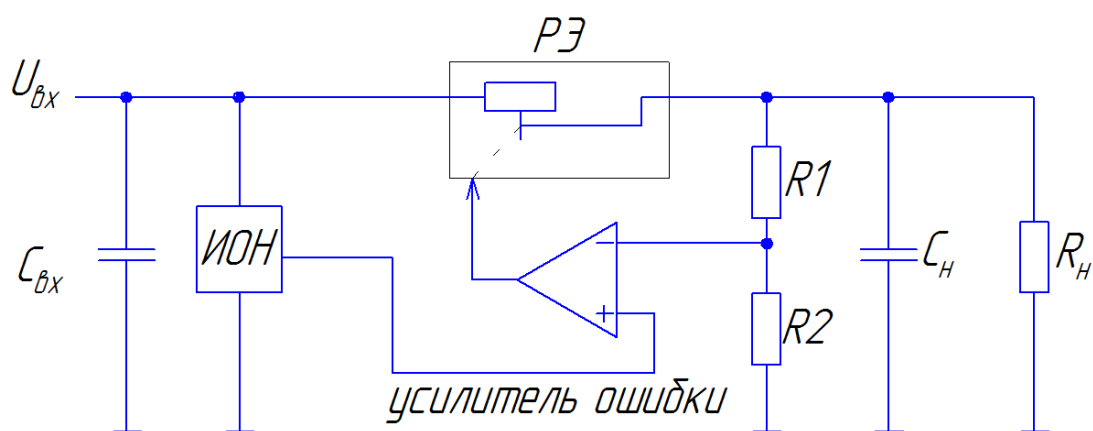 РЭ
Uвх
R1
ИОН
Cвх
−
Cн
Rн
+
R2
усилитель ошибки